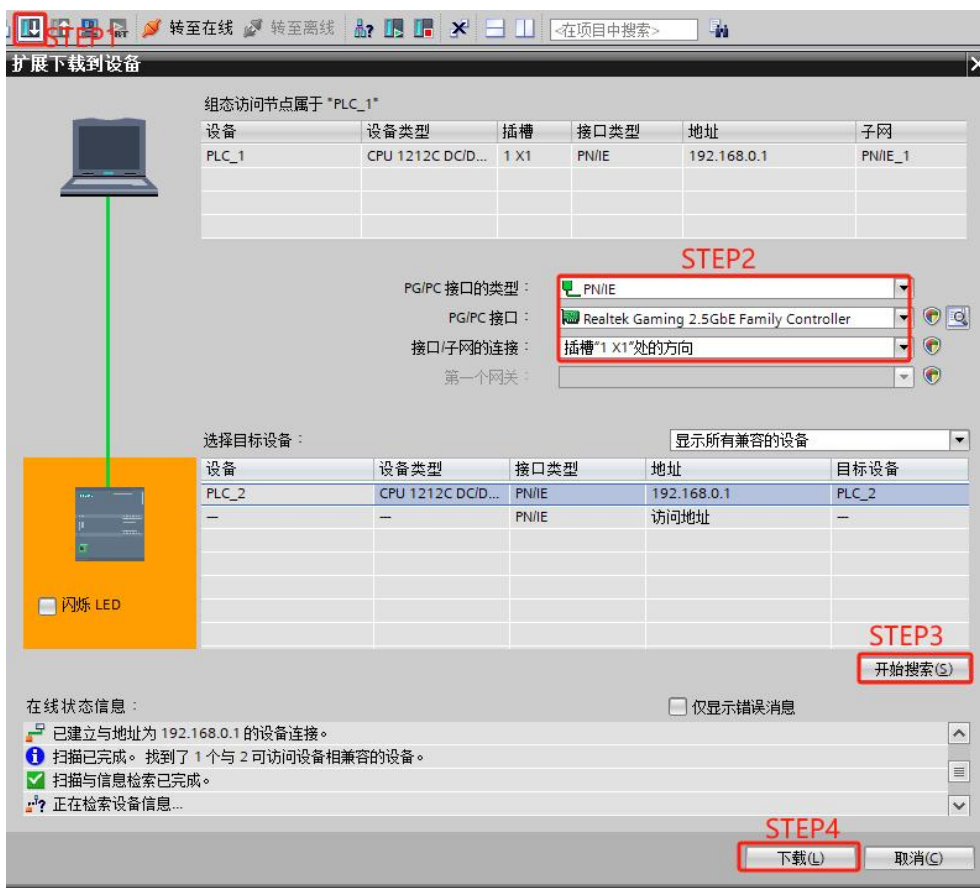 STEP1
转至在线 转至离线 <在项目中搜索>
扩展下载到设备
组态访问节点属于 "PLC_1"
设备 设备类型 插槽 接口类型 地址 子网
PLC_1 CPU 1212C DC/D... 1 X1 PN/IE 192.168.0.1 PN/IE_1
STEP2
PG/PC 接口的类型： PN/IE
PG/PC 接口： Realtek Gaming 2.5GbE Family Controller
接口/子网的连接： 插槽"1 X1"处的方向
第一个网关：
选择目标设备： 显示所有兼容的设备
设备 设备类型 接口类型 地址 目标设备
PLC_2 CPU 1212C DC/D... PN/IE 192.168.0.1 PLC_2
— — PN/IE 访问地址 —
闪烁 LED
STEP3
开始搜索(S)
在线状态信息： 仅显示错误消息
已建立与地址为 192.168.0.1 的设备连接。
扫描已完成。 找到了 1 个与 2 可访问设备相兼容的设备。
扫描与信息检索已完成。
正在检索设备信息...
STEP4
下载(L) 取消(C)